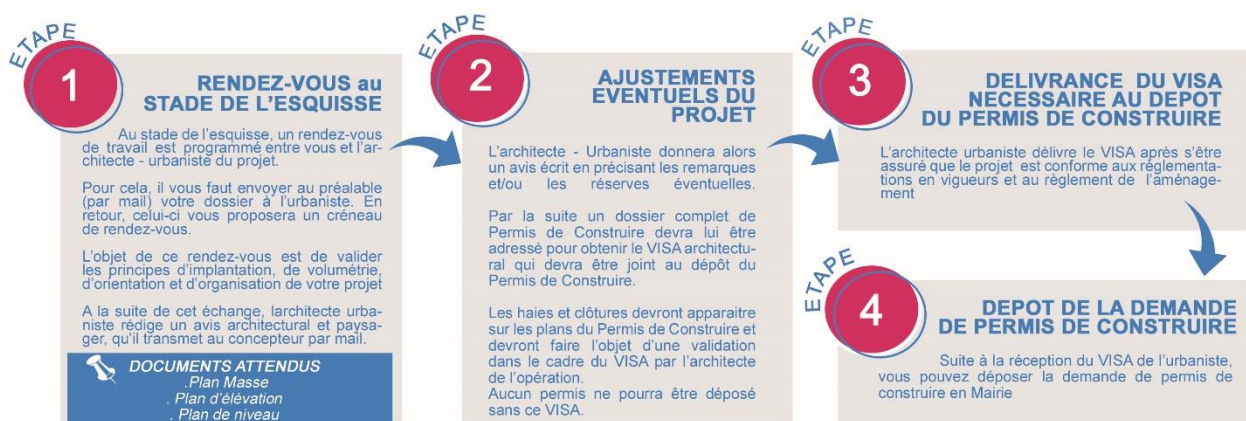 ETAPE
1
RENDEZ-VOUS au
STADE DE L'ESQUISSE
Au stade de l'esquisse, un rendez-vous
de travail est programmé entre vous et l'ar-
chitecte - urbaniste du projet.
Pour cela, il vous faut envoyer au préalable
(par mail) votre dossier à l'urbaniste. En
retour, celui-ci vous proposera un créneau
de rendez-vous.
L'objet de ce rendez-vous est de valider
les principes d'implantation, de volumétrie,
d'orientation et d'organisation de votre projet
A la suite de cet échange, larchitecte urba-
niste rédige un avis architectural et paysa-
ger, qu'il transmet au concepteur par mail.
DOCUMENTS ATTENDUS
.Plan Masse
. Plan d'élévation
. Plan de niveau
ETAPE
2
AJUSTEMENTS
EVENTUELS DU
PROJET
L'architecte - Urbaniste donnera alors
un avis écrit en précisant les remarques
et/ou les réserves éventuelles.
Par la suite un dossier complet de
Permis de Construire devra lui être
adressé pour obtenir le VISA architectu-
ral qui devra être joint au dépôt du
Permis de Construire.
Les haies et clôtures devront apparaitre
sur les plans du Permis de Construire et
devront faire l'objet d'une validation
dans le cadre du VISA par l'architecte
de l'opération.
Aucun permis ne pourra être déposé
sans ce VISA.
ETAPE
3
DELIVRANCE DU VISA
NECESSAIRE AU DEPOT
DU PERMIS DE CONSTRUIRE
L'architecte urbaniste délivre le VISA après s'être
assuré que le projet est conforme aux réglementa-
tions en vigueurs et au règlement de l'aménage-
ment
ETAPE
4
DEPOT DE LA DEMANDE
DE PERMIS DE CONSTRUIRE
Suite à la réception du VISA de l'urbaniste,
vous pouvez déposer la demande de permis de
construire en Mairie